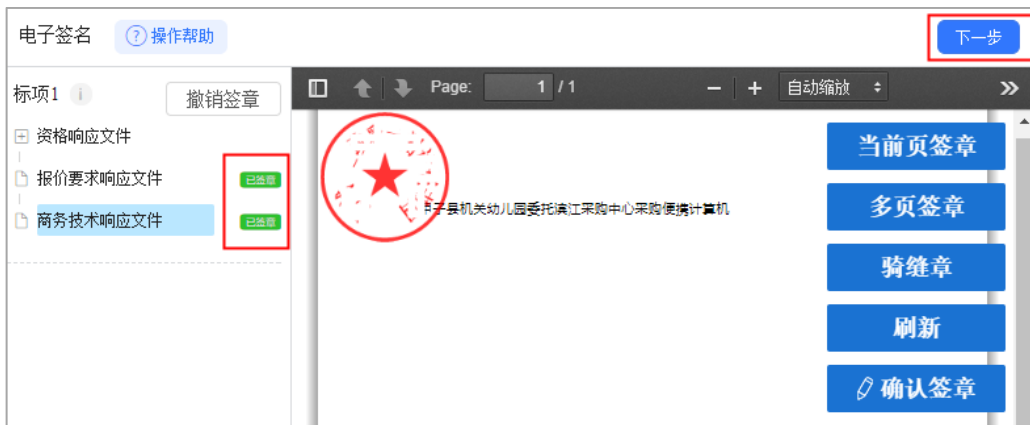 电子签名 ? 操作帮助 下一步
标项1 i 撤销签章
Page: 1 / 1 自动缩放
资格响应文件
报价要求响应文件 已签章
商务技术响应文件 已签章
县机关幼儿园委托滨江采购中心采购便携计算机
当前页签章
多页签章
骑缝章
刷新
确认签章